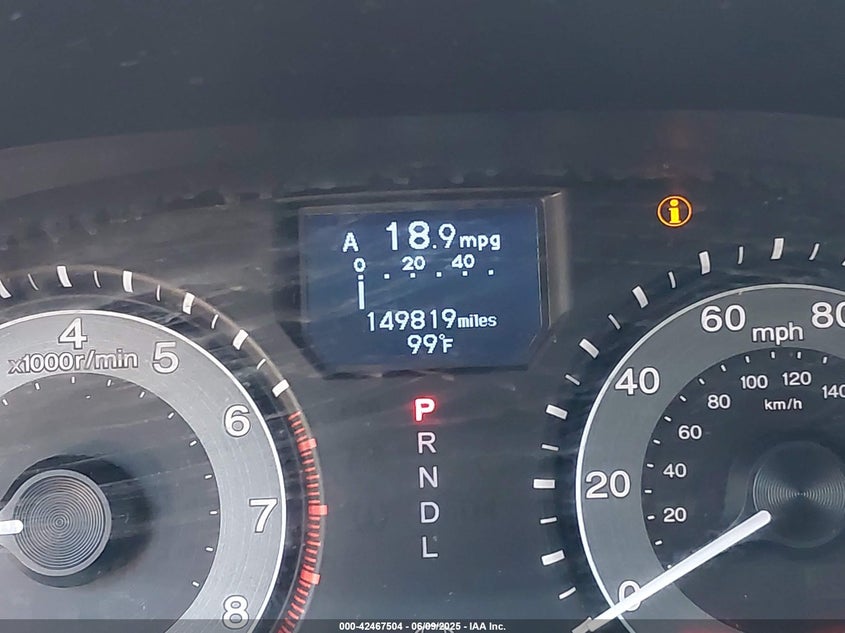 A 18.9 mpg
0 20 40
149819 miles
99°F
4
x1000r/min 5
6
7
8
P
R
N
D
L
i
60 mph 80
40
20
0
100 120 140
80 km/h
60
40
20
000-42467504 - 06/09/2025 - IAA Inc.